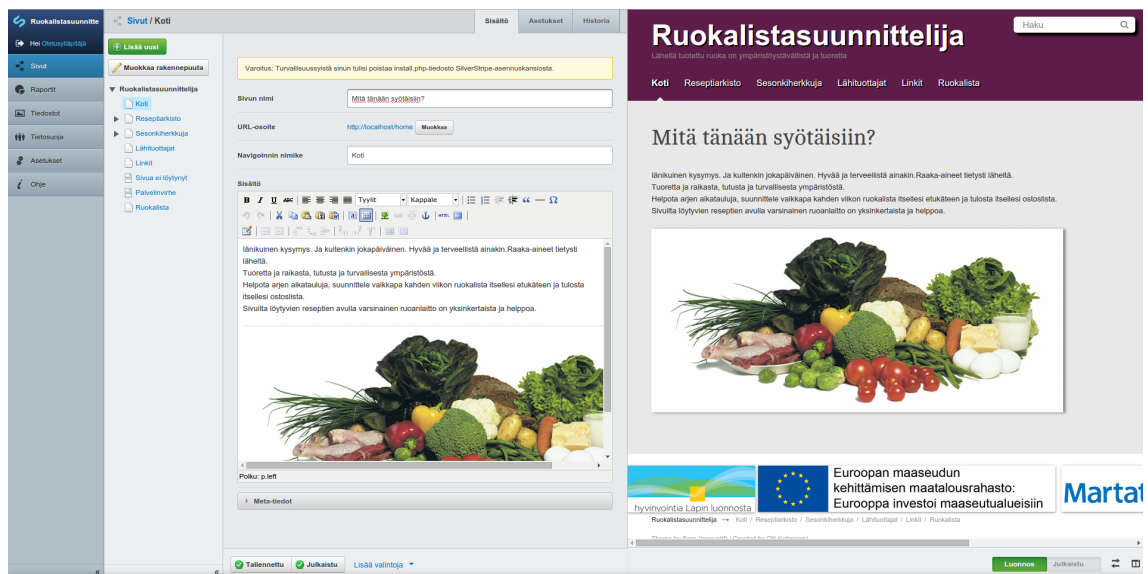 Ruokalistasuunnitte
Hei Oletusylläpitäjä
Sivut
Raportit
Tiedostot
Tietosuoja
Asetukset
Ohje
«
Sivut / Koti
Sisältö
Asetukset
Historia
Lisää uusi
Muokkaa rakennepuuta
Ruokalistasuunnittelija
Koti
Reseptiarkisto
Sesonkiherkkuja
Lähituottajat
Linkit
Sivua ei löytynyt
Palvelinvirhe
Ruokalista
«
Varoitus: Turvallisuussyistä sinun tulisi poistaa install.php-tiedosto SilverStripe-asennuskansiosta.
Sivun nimi
Mitä tänään syötäisiin?
URL-osoite
http://localhost/home
Muokkaa
Navigoinnin nimike
Koti
Sisältö
B I U ABC
Tyylit
Kappale
HTML
Iänikuinen kysymys. Ja kuitenkin jokapäiväinen. Hyvää ja terveellistä ainakin.Raaka-aineet tietysti
läheltä.
Tuoretta ja raikasta, tutusta ja turvallisesta ympäristöstä.
Helpota arjen aikatauluja, suunnittele vaikkapa kahden viikon ruokalista itsellesi etukäteen ja tulosta
itsellesi ostoslista.
Sivuilta löytyvien reseptien avulla varsinainen ruoanlaitto on yksinkertaista ja helppoa.
Polku: p.left
Meta-tiedot
Tallennettu
Julkaistu
Lisää valintoja
Ruokalistasuunnittelija
Lähellä tuotettu ruoka on ympäristöystävällistä ja tuoretta
Haku
Koti
Reseptiarkisto
Sesonkiherkkuja
Lähituottajat
Linkit
Ruokalista
Mitä tänään syötäisiin?
Iänikuinen kysymys. Ja kuitenkin jokapäiväinen. Hyvää ja terveellistä ainakin.Raaka-aineet tietysti läheltä.
Tuoretta ja raikasta, tutusta ja turvallisesta ympäristöstä.
Helpota arjen aikatauluja, suunnittele vaikkapa kahden viikon ruokalista itsellesi etukäteen ja tulosta itsellesi ostoslista.
Sivuilta löytyvien reseptien avulla varsinainen ruoanlaitto on yksinkertaista ja helppoa.
hyvinvointia Lapin luonnosta
Euroopan maaseudun
kehittämisen maatalousrahasto:
Eurooppa investoi maaseutualueisiin
Martat
Ruokalistasuunnittelija → Koti / Reseptiarkisto / Sesonkiherkkuja / Lähituottajat / Linkit / Ruokalista
Luonnos
Julkaistu